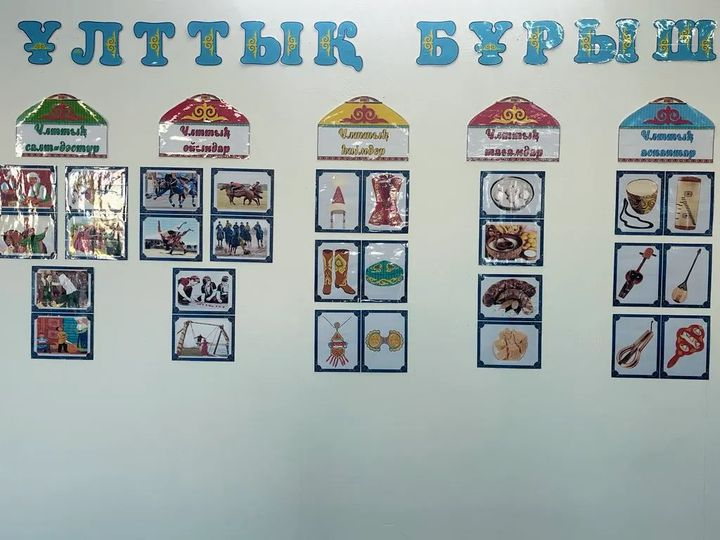 ҰЛТТЫҚ БҰРЫШ
Ұлттық
салт-дәстүр
Ұлттық
ойындар
Ұлттық
киімдер
Ұлттық
тағамдар
Ұлттық
аспаптар